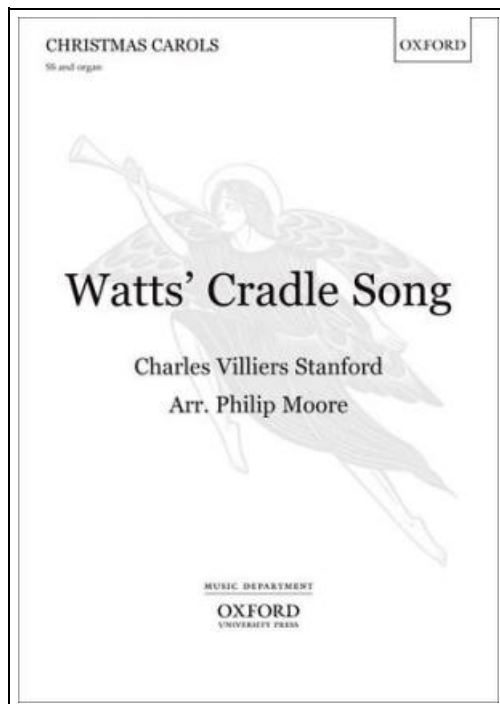 CHRISTMAS CAROLS
OXFORD
SS and organ
Watts’ Cradle Song
Charles Villiers Stanford
Arr. Philip Moore
MUSIC DEPARTMENT
OXFORD
UNIVERSITY PRESS